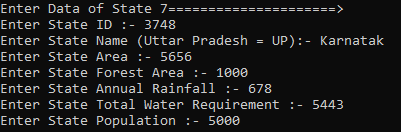 Enter Data of State 7=====================>
Enter State ID :- 3748
Enter State Name (Uttar Pradesh = UP):- Karnatak
Enter State Area :- 5656
Enter State Forest Area :- 1000
Enter State Annual Rainfall :- 678
Enter State Total Water Requirement :- 5443
Enter State Population :- 5000